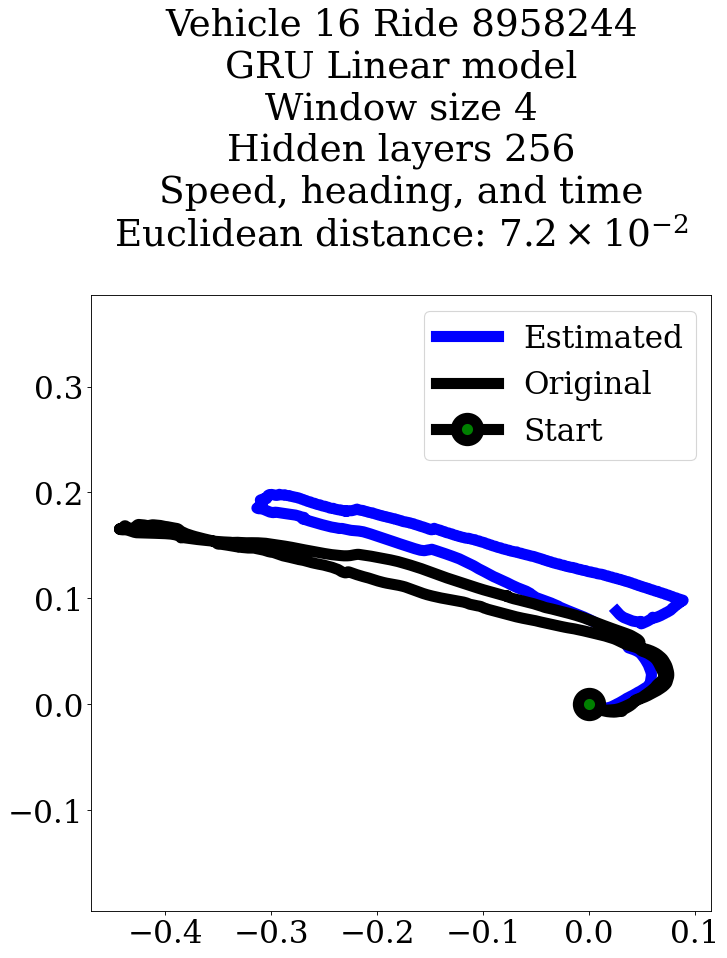 Vehicle 16 Ride 8958244
GRU Linear model
Window size 4
Hidden layers 256
Speed, heading, and time
Euclidean distance: 7.2 × 10⁻²
Estimated
Original
Start
0.3
0.2
0.1
0.0
−0.1
−0.4 −0.3 −0.2 −0.1 0.0 0.1